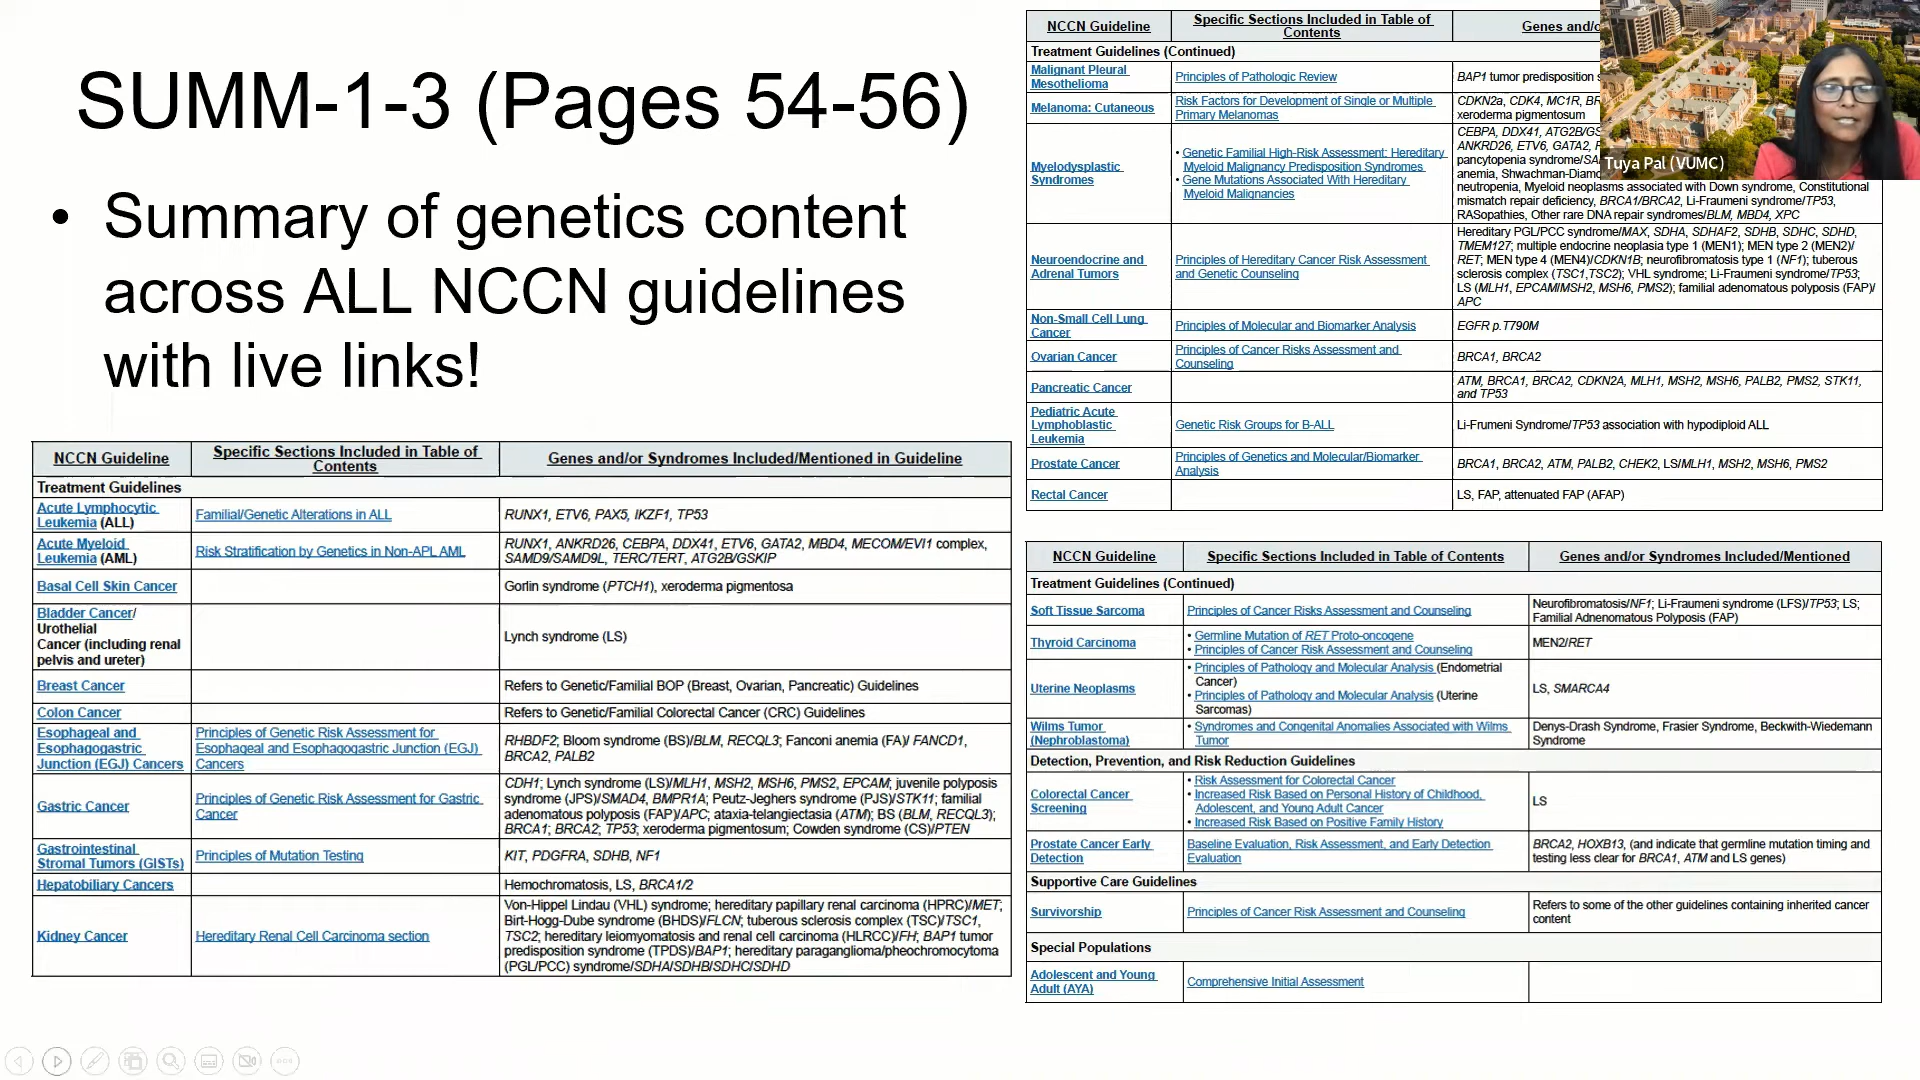 SUMM-1-3 (Pages 54-56)
• Summary of genetics content
across ALL NCCN guidelines
with live links!
NCCN Guideline
Specific Sections Included in Table of
Contents
Genes and/or Syndromes Included/Mentioned in Guideline
Treatment Guidelines
Acute Lymphocytic
Leukemia (ALL)
Familial/Genetic Alterations in ALL
RUNX1, ETV6, PAX5, IKZF1, TP53
Acute Myeloid
Leukemia (AML)
Risk Stratification by Genetics in Non-APL AML
RUNX1, ANKRD26, CEBPA, DDX41, ETV6, GATA2, MBD4, MECOM/EVI1 complex,
SAMD9/SAMD9L, TERC/TERT, ATG2B/GSKIP
Basal Cell Skin Cancer
Gorlin syndrome (PTCH1), xeroderma pigmentosa
Bladder Cancer/
Urothelial
Cancer (including renal
pelvis and ureter)
Lynch syndrome (LS)
Breast Cancer
Refers to Genetic/Familial BOP (Breast, Ovarian, Pancreatic) Guidelines
Colon Cancer
Refers to Genetic/Familial Colorectal Cancer (CRC) Guidelines
Esophageal and
Esophagogastric
Junction (EGJ) Cancers
Principles of Genetic Risk Assessment for
Esophageal and Esophagogastric Junction (EGJ)
Cancers
RHBDF2; Bloom syndrome (BS)/BLM, RECQL3; Fanconi anemia (FA)/ FANCD1,
BRCA2, PALB2
Gastric Cancer
Principles of Genetic Risk Assessment for Gastric
Cancer
CDH1; Lynch syndrome (LS)/MLH1, MSH2, MSH6, PMS2, EPCAM; juvenile polyposis
syndrome (JPS)/SMAD4, BMPR1A; Peutz-Jeghers syndrome (PJS)/STK11; familial
adenomatous polyposis (FAP)/APC; ataxia-telangiectasia (ATM); BS (BLM, RECQL3);
BRCA1; BRCA2; TP53; xeroderma pigmentosum; Cowden syndrome (CS)/PTEN
Gastrointestinal
Stromal Tumors (GISTs)
Principles of Mutation Testing
KIT, PDGFRA, SDHB, NF1
Hepatobiliary Cancers
Hemochromatosis, LS, BRCA1/2
Kidney Cancer
Hereditary Renal Cell Carcinoma section
Von-Hippel Lindau (VHL) syndrome; hereditary papillary renal carcinoma (HPRC)/MET;
Birt-Hogg-Dube syndrome (BHDS)/FLCN; tuberous sclerosis complex (TSC)/TSC1,
TSC2; hereditary leiomyomatosis and renal cell carcinoma (HLRCC)/FH; BAP1 tumor
predisposition syndrome (TPDS)/BAP1; hereditary paraganglioma/pheochromocytoma
(PGL/PCC) syndrome/SDHA/SDHB/SDHC/SDHD
NCCN Guideline
Specific Sections Included in Table of
Contents
Genes and/o
Treatment Guidelines (Continued)
Malignant Pleural
Mesothelioma
Principles of Pathologic Review
BAP1 tumor predisposition s
Melanoma: Cutaneous
Risk Factors for Development of Single or Multiple
Primary Melanomas
CDKN2a, CDK4, MC1R, BR
xeroderma pigmentosum
Myelodysplastic
Syndromes
• Genetic Familial High-Risk Assessment: Hereditary
Myeloid Malignancy Predisposition Syndromes
• Gene Mutations Associated With Hereditary
Myeloid Malignancies
CEBPA, DDX41, ATG2B/GS
ANKRD26, ETV6, GATA2,
pancytopenia syndrome/SA
anemia, Shwachman-Diamo
neutropenia, Myeloid neoplasms associated with Down syndrome, Constitutional
mismatch repair deficiency, BRCA1/BRCA2, Li-Fraumeni syndrome/TP53,
RASopathies, Other rare DNA repair syndromes/BLM, MBD4, XPC
Neuroendocrine and
Adrenal Tumors
Principles of Hereditary Cancer Risk Assessment
and Genetic Counseling
Hereditary PGL/PCC syndrome/MAX, SDHA, SDHAF2, SDHB, SDHC, SDHD,
TMEM127; multiple endocrine neoplasia type 1 (MEN1); MEN type 2 (MEN2)/
RET; MEN type 4 (MEN4)/CDKN1B; neurofibromatosis type 1 (NF1); tuberous
sclerosis complex (TSC1,TSC2); VHL syndrome; Li-Fraumeni syndrome/TP53;
LS (MLH1, EPCAM/MSH2, MSH6, PMS2); familial adenomatous polyposis (FAP)/
APC
Non-Small Cell Lung
Cancer
Principles of Molecular and Biomarker Analysis
EGFR p.T790M
Ovarian Cancer
Principles of Cancer Risks Assessment and
Counseling
BRCA1, BRCA2
Pancreatic Cancer
ATM, BRCA1, BRCA2, CDKN2A, MLH1, MSH2, MSH6, PALB2, PMS2, STK11,
and TP53
Pediatric Acute
Lymphoblastic
Leukemia
Genetic Risk Groups for B-ALL
Li-Frumeni Syndrome/TP53 association with hypodiploid ALL
Prostate Cancer
Principles of Genetics and Molecular/Biomarker
Analysis
BRCA1, BRCA2, ATM, PALB2, CHEK2, LS/MLH1, MSH2, MSH6, PMS2
Rectal Cancer
LS, FAP, attenuated FAP (AFAP)
NCCN Guideline
Specific Sections Included in Table of Contents
Genes and/or Syndromes Included/Mentioned
Treatment Guidelines (Continued)
Soft Tissue Sarcoma
Principles of Cancer Risks Assessment and Counseling
Neurofibromatosis/NF1; Li-Fraumeni syndrome (LFS)/TP53; LS;
Familial Adnenomatous Polyposis (FAP)
Thyroid Carcinoma
• Germline Mutation of RET Proto-oncogene
• Principles of Cancer Risk Assessment and Counseling
MEN2/RET
Uterine Neoplasms
• Principles of Pathology and Molecular Analysis (Endometrial
Cancer)
• Principles of Pathology and Molecular Analysis (Uterine
Sarcomas)
LS, SMARCA4
Wilms Tumor
(Nephroblastoma)
• Syndromes and Congenital Anomalies Associated with Wilms
Tumor
Denys-Drash Syndrome, Frasier Syndrome, Beckwith-Wiedemann
Syndrome
Detection, Prevention, and Risk Reduction Guidelines
Colorectal Cancer
Screening
• Risk Assessment for Colorectal Cancer
• Increased Risk Based on Personal History of Childhood,
Adolescent, and Young Adult Cancer
• Increased Risk Based on Positive Family History
LS
Prostate Cancer Early
Detection
Baseline Evaluation, Risk Assessment, and Early Detection
Evaluation
BRCA2, HOXB13, (and indicate that germline mutation timing and
testing less clear for BRCA1, ATM and LS genes)
Supportive Care Guidelines
Survivorship
Principles of Cancer Risk Assessment and Counseling
Refers to some of the other guidelines containing inherited cancer
content
Special Populations
Adolescent and Young
Adult (AYA)
Comprehensive Initial Assessment
Tuya Pal (VUMC)